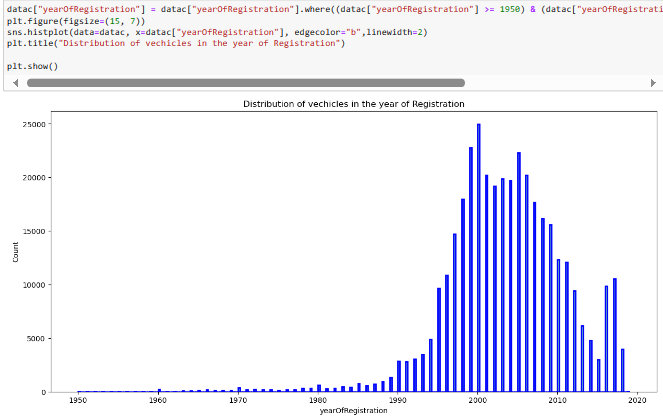 datac["yearOfRegistration"] = datac["yearOfRegistration"].where((datac["yearOfRegistration"] >= 1950) & (datac["yearOfRegistrati
plt.figure(figsize=(15, 7))
sns.histplot(data=datac, x=datac["yearOfRegistration"], edgecolor="b",linewidth=2)
plt.title("Distribution of vechicles in the year of Registration")
plt.show()
Distribution of vechicles in the year of Registration
25000
20000
15000
10000
5000
0
Count
1950 1960 1970 1980 1990 2000 2010 2020
yearOfRegistration